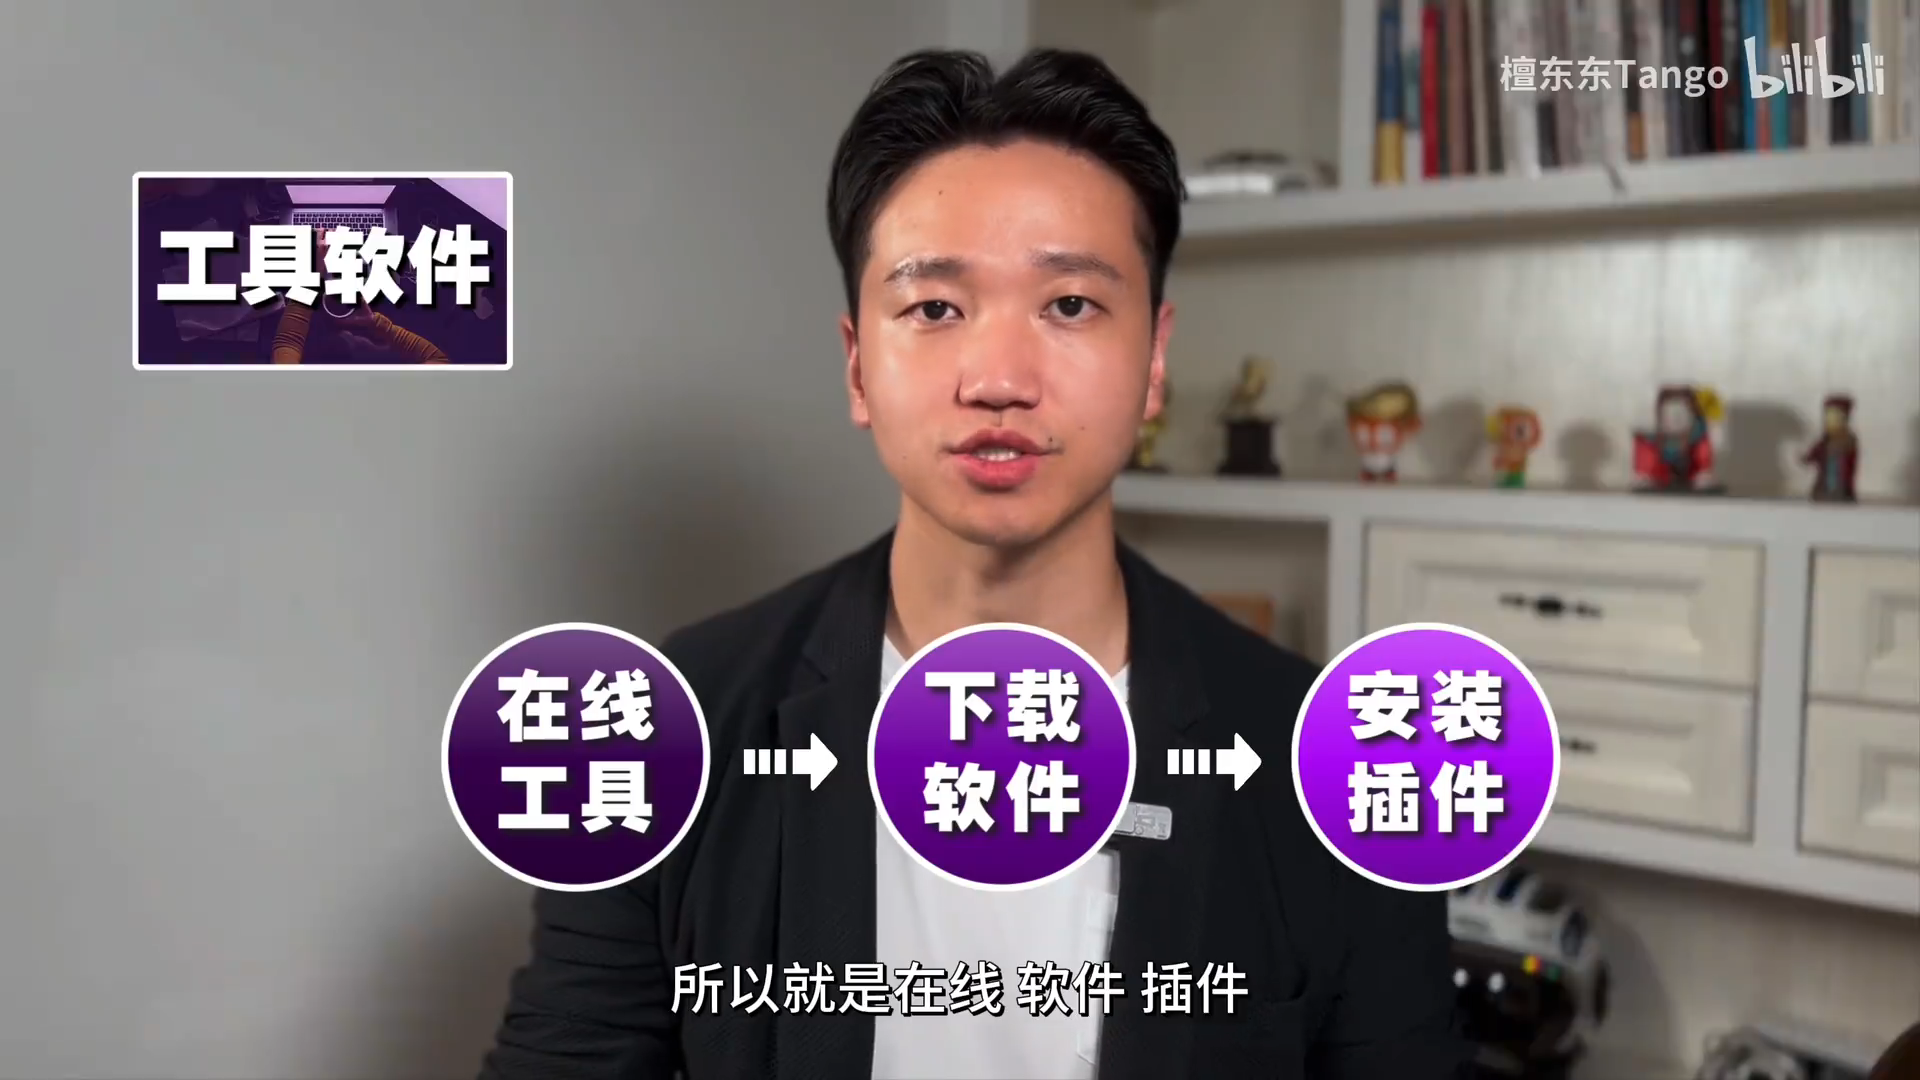 檀东东Tango bilibili
工具软件
在线
工具
下载
软件
安装
插件
所以就是在线 软件 插件